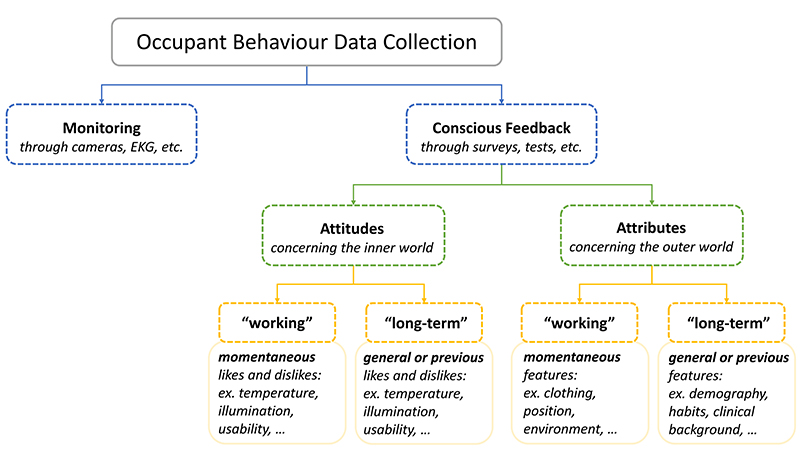 Occupant Behaviour Data Collection
Monitoring
through cameras, EKG, etc.
Conscious Feedback
through surveys, tests, etc.
Attitudes
concerning the inner world
Attributes
concerning the outer world
“working”
momentaneous
likes and dislikes:
ex. temperature,
illumination,
usability, ...
“long-term”
general or previous
likes and dislikes:
ex. temperature,
illumination,
usability, ...
“working”
momentaneous
features:
ex. clothing,
position,
environment, ...
“long-term”
general or previous
features:
ex. demography,
habits, clinical
background, ...